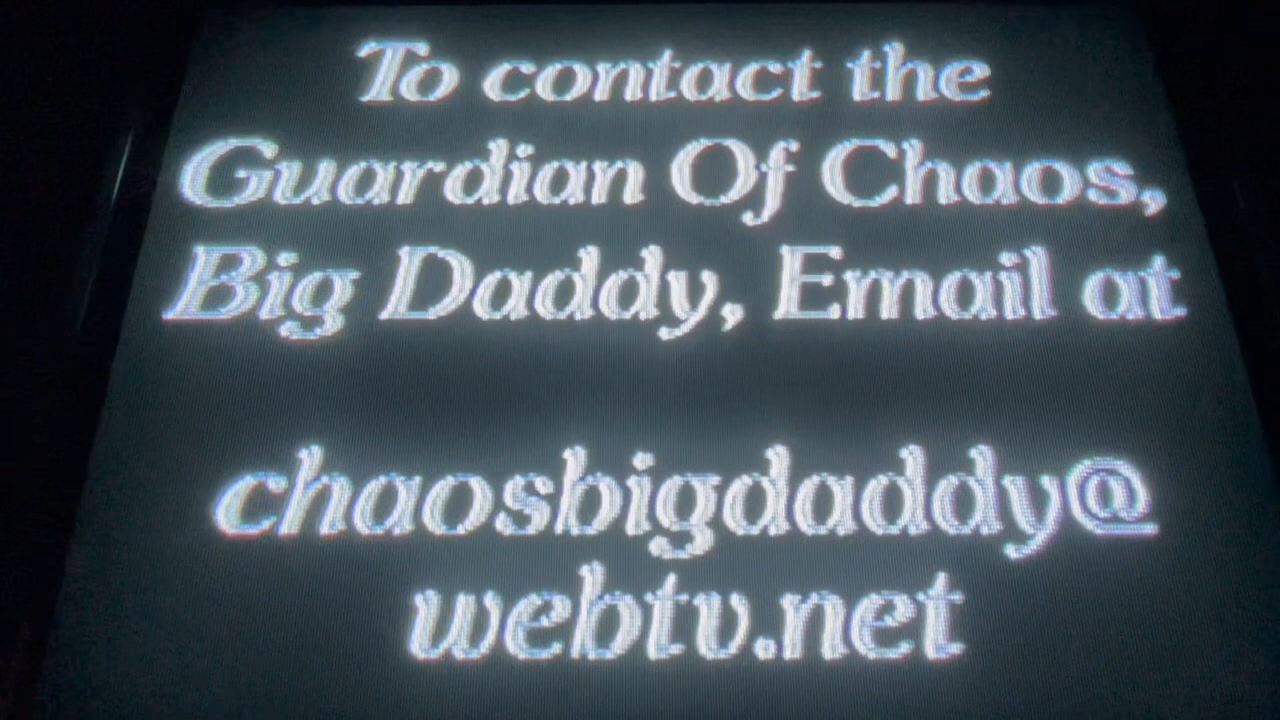 To contact the
Guardian Of Chaos,
Big Daddy, Email at
chaosbigdaddy@
webtv.net